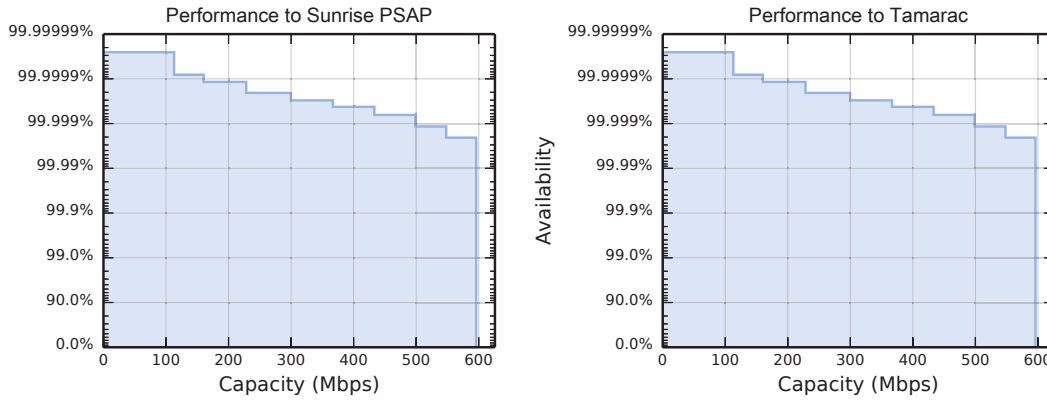 Performance to Sunrise PSAP
99.99999%
99.9999%
99.999%
99.99%
99.9%
99.0%
90.0%
0.0%
0 100 200 300 400 500 600
Capacity (Mbps)
Performance to Tamarac
Availability
99.99999%
99.9999%
99.999%
99.99%
99.9%
99.0%
90.0%
0.0%
0 100 200 300 400 500 600
Capacity (Mbps)